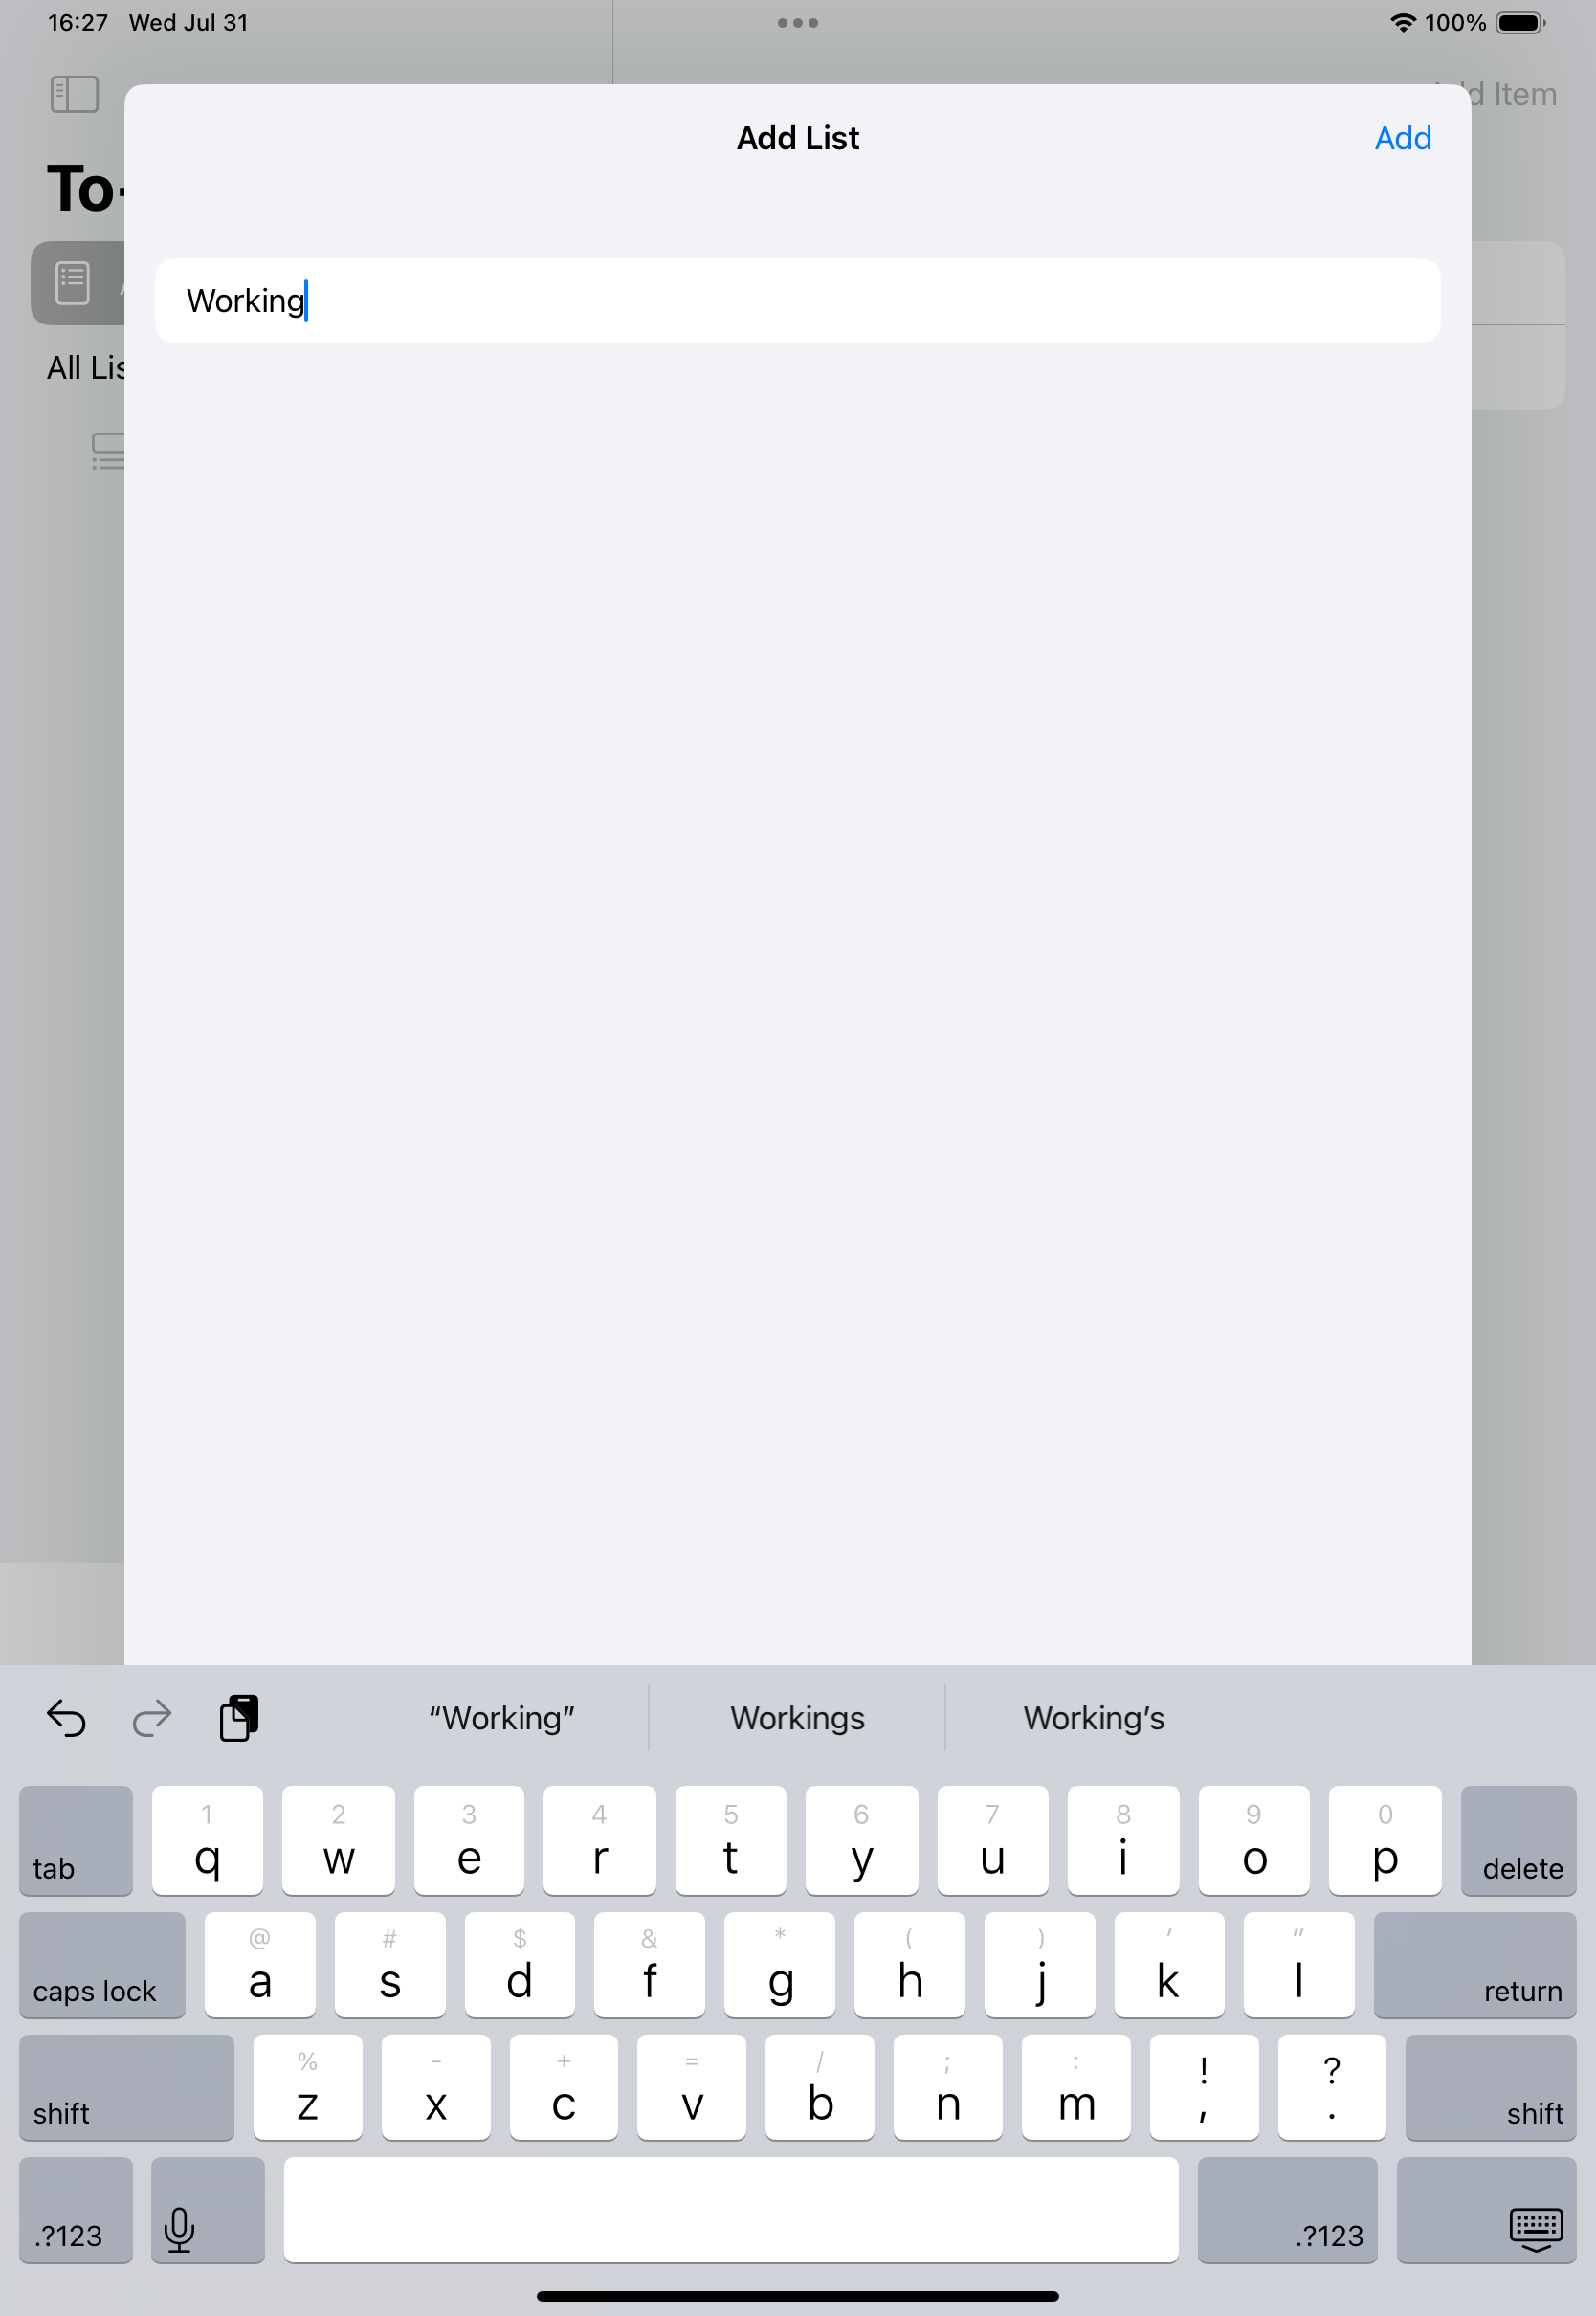 16:27 Wed Jul 31
100%
Item
Add List
Add
To-
Working
All Lis
“Working” Workings Working’s
1 2 3 4 5 6 7 8 9 0
tab q w e r t y u i o p delete
@ # $ & * ( ) ′ ″
caps lock a s d f g h j k l return
% - + = / ; : ! ?
shift z x c v b n m , . shift
.?123 .?123